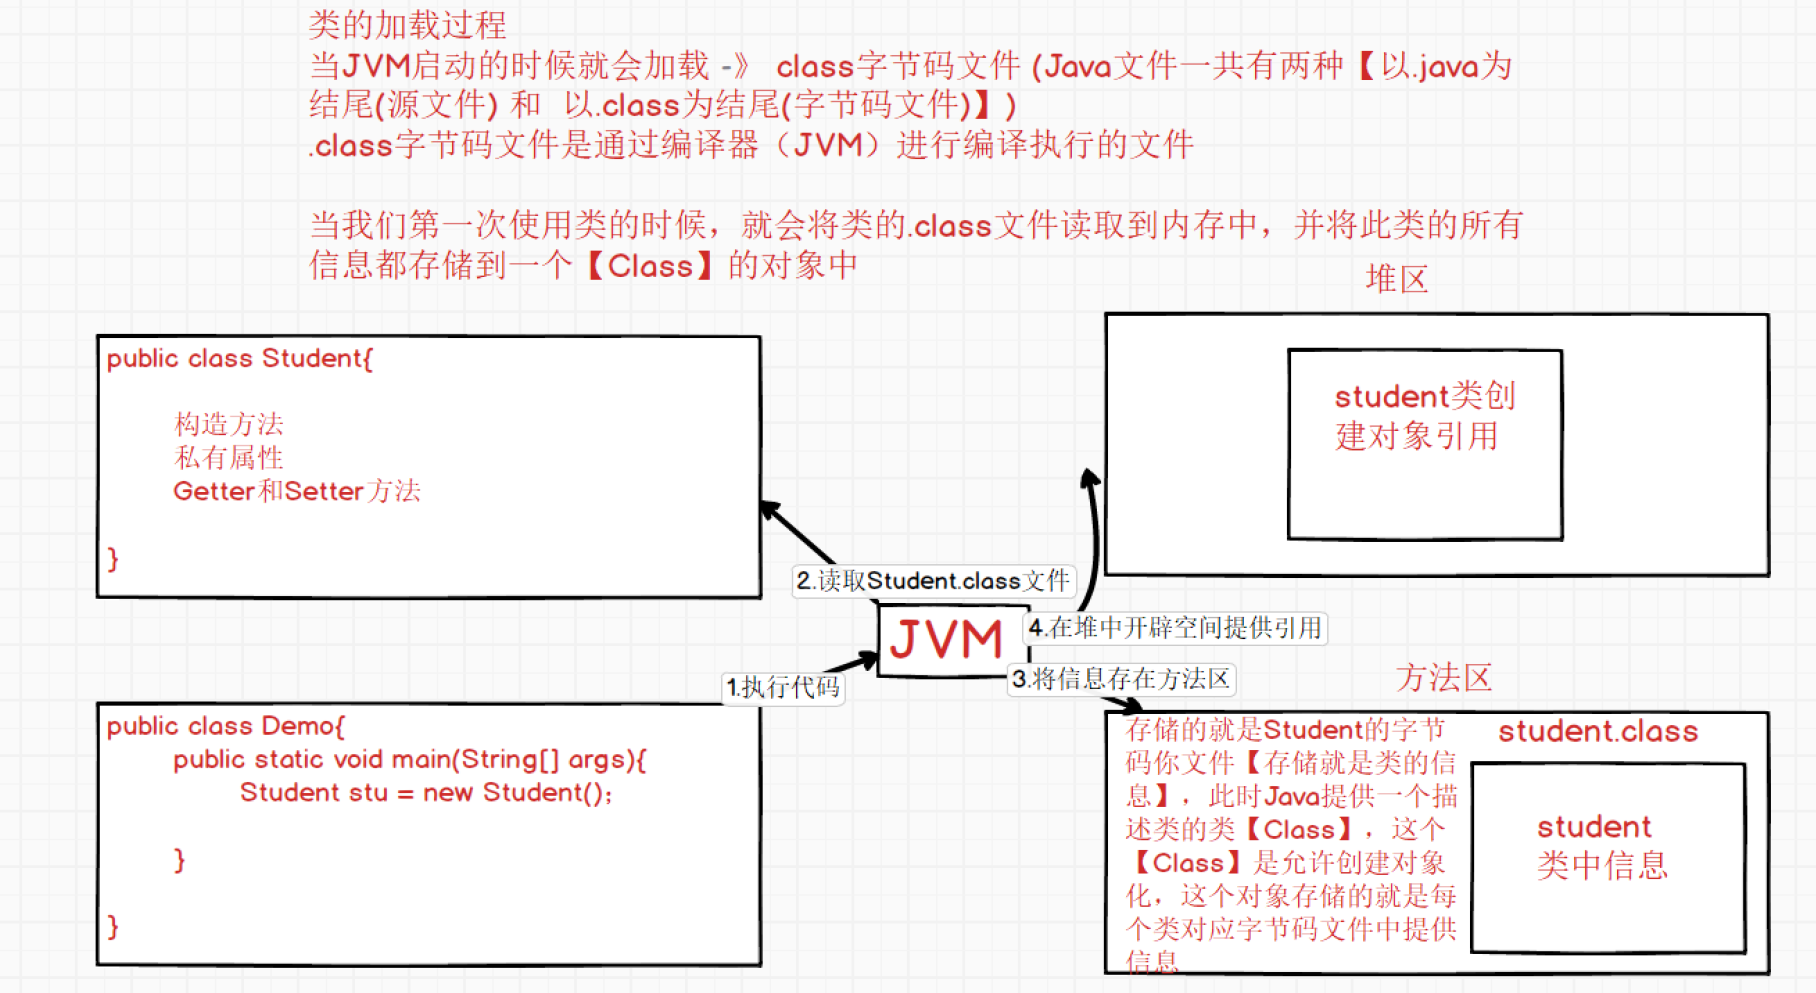 类的加载过程
当JVM启动的时候就会加载 -》 class字节码文件 (Java文件一共有两种【以.java为
结尾(源文件) 和  以.class为结尾(字节码文件)】)
.class字节码文件是通过编译器（JVM）进行编译执行的文件
当我们第一次使用类的时候，就会将类的.class文件读取到内存中，并将此类的所有
信息都存储到一个【Class】的对象中
堆区
public class Student{
构造方法
私有属性
Getter和Setter方法
}
student类创
建对象引用
2.读取Student.class文件
JVM
4.在堆中开辟空间提供引用
1.执行代码
3.将信息存在方法区
方法区
public class Demo{
public static void main(String[] args){
Student stu = new Student();
}
}
存储的就是Student的字节
码你文件【存储就是类的信
息】，此时Java提供一个描
述类的类【Class】，这个
【Class】是允许创建对象
化，这个对象存储的就是每
个类对应字节码文件中提供
信息
student.class
student
类中信息